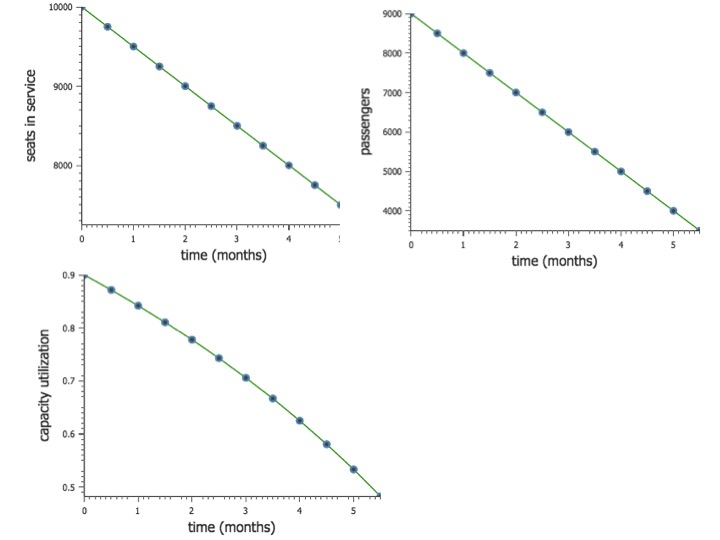 10000
9000
8000
seats in service
0 1 2 3 4
time (months)
9000
8000
7000
6000
5000
4000
passengers
0 1 2 3 4 5
time (months)
0.9
0.8
0.7
0.6
0.5
capacity utilization
0 1 2 3 4 5
time (months)